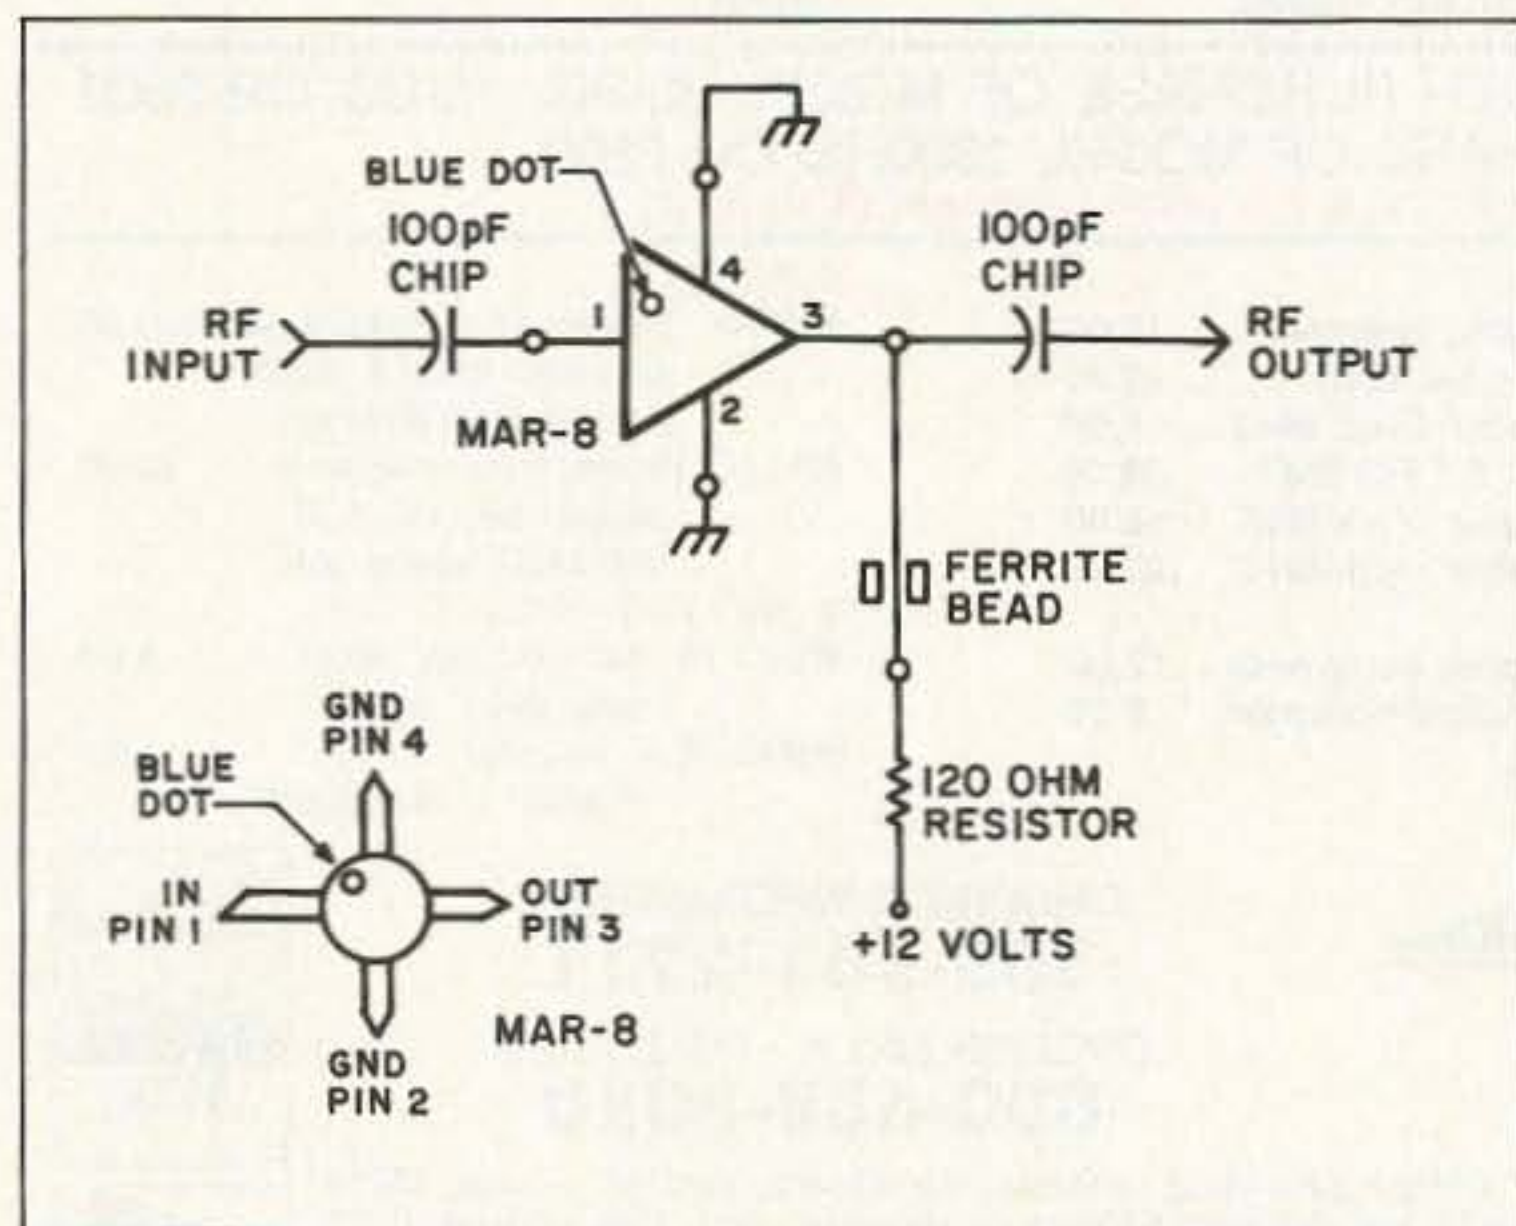 BLUE DOT
100pF
CHIP
100pF
CHIP
4
1
3
RF
INPUT
RF
OUTPUT
2
MAR-8
FERRITE
BEAD
GND
PIN 4
BLUE
DOT
120 OHM
RESISTOR
IN
PIN 1
OUT
PIN 3
+12 VOLTS
MAR-8
GND
PIN 2